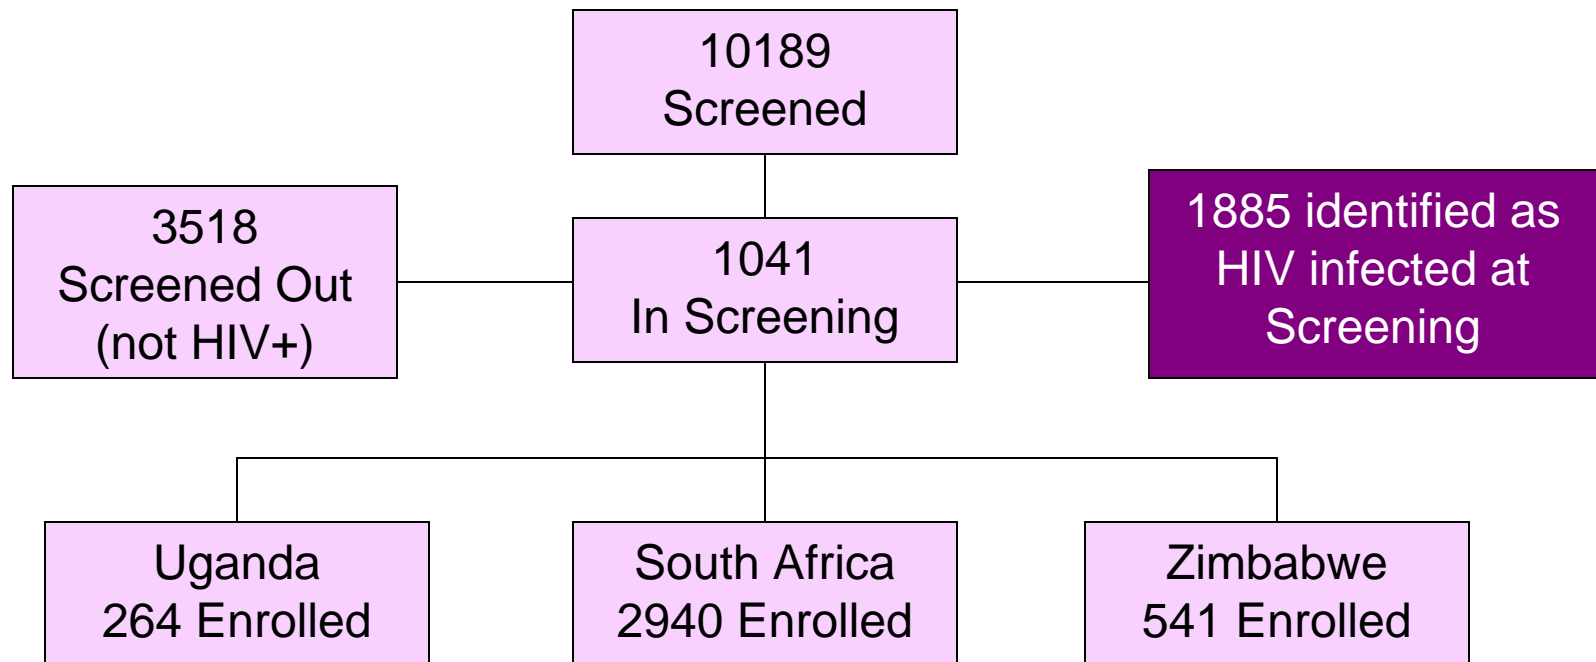 10189
Screened
3518
Screened Out
(not HIV+)
1041
In Screening
1885 identified as
HIV infected at
Screening
Uganda
264 Enrolled
South Africa
2940 Enrolled
Zimbabwe
541 Enrolled